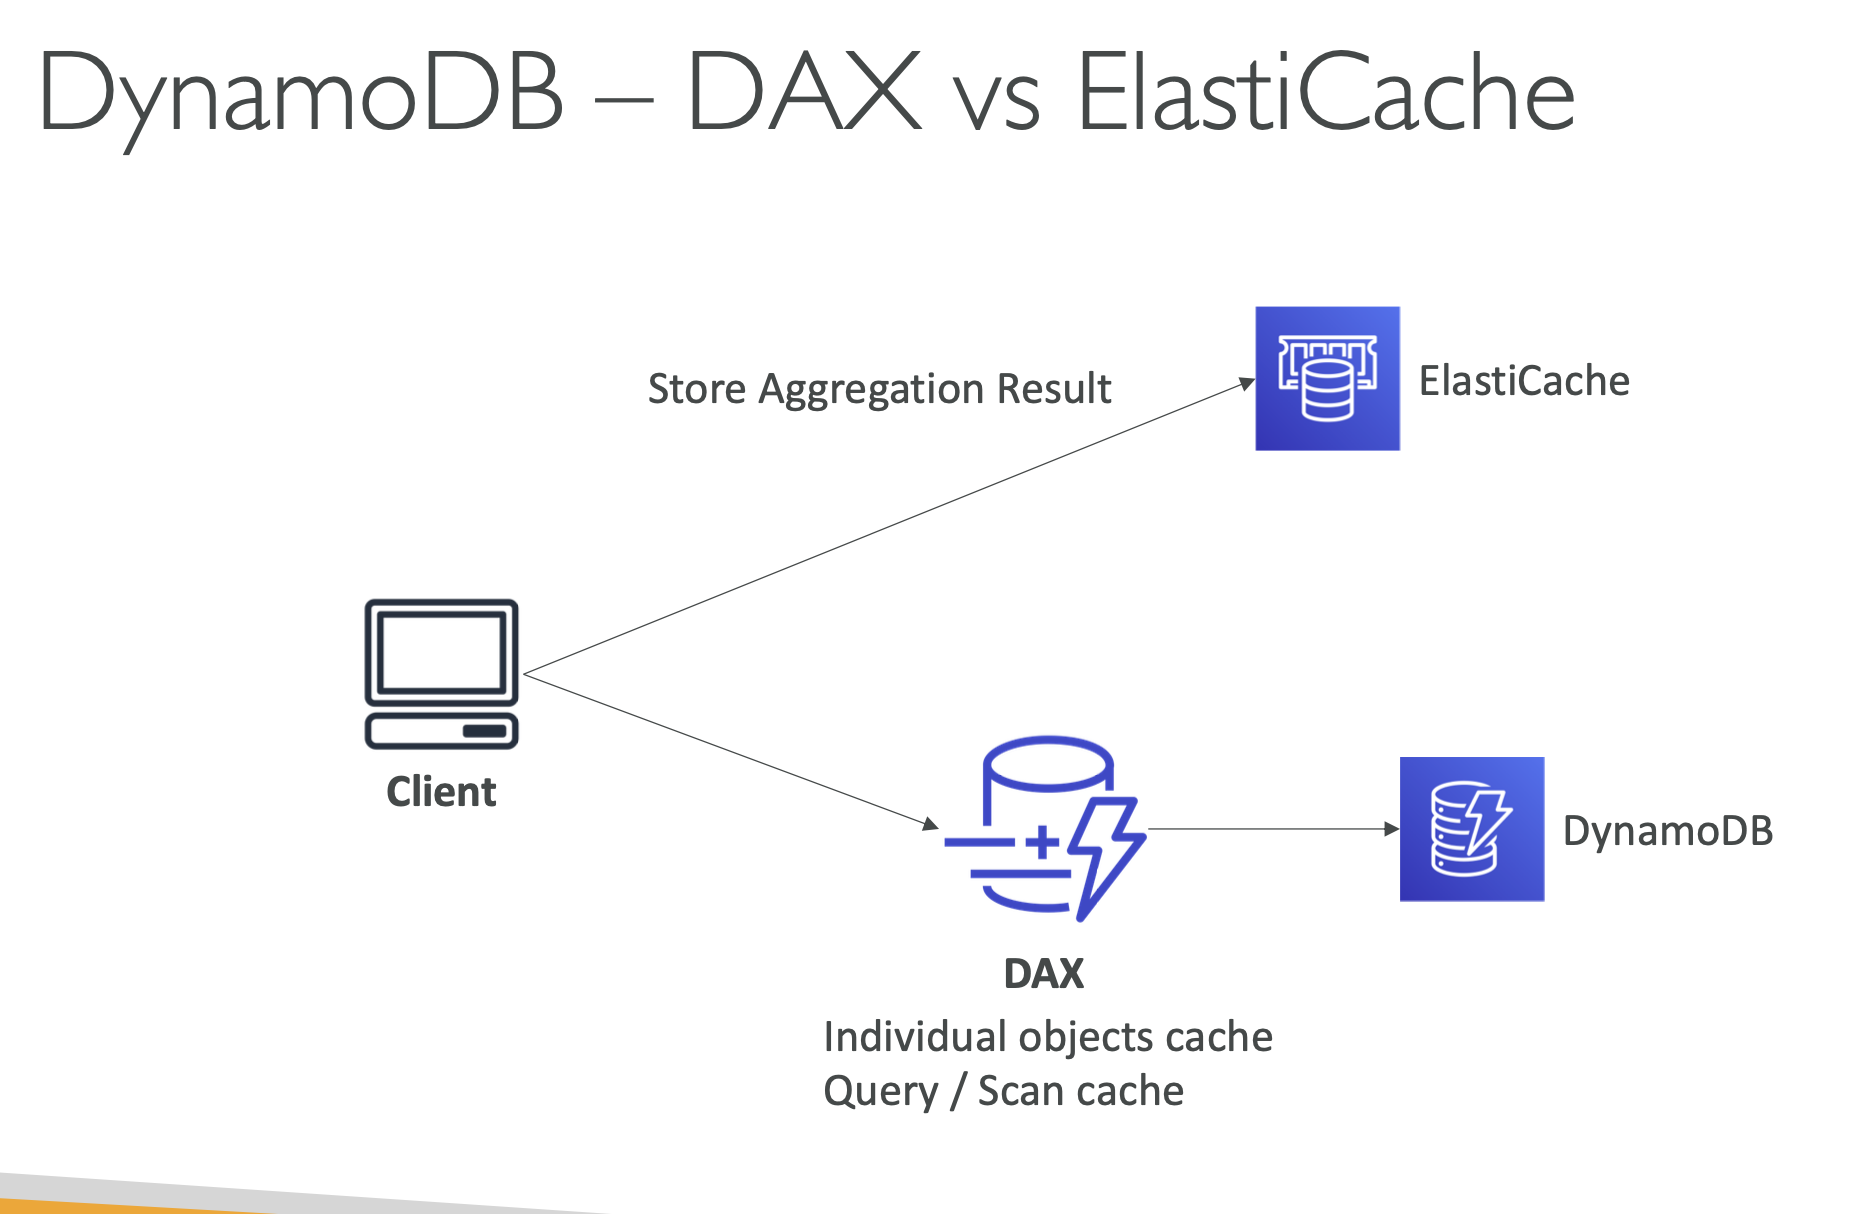 DynamoDB – DAX vs ElastiCache
Store Aggregation Result
ElastiCache
Client
DynamoDB
DAX
Individual objects cache
Query / Scan cache